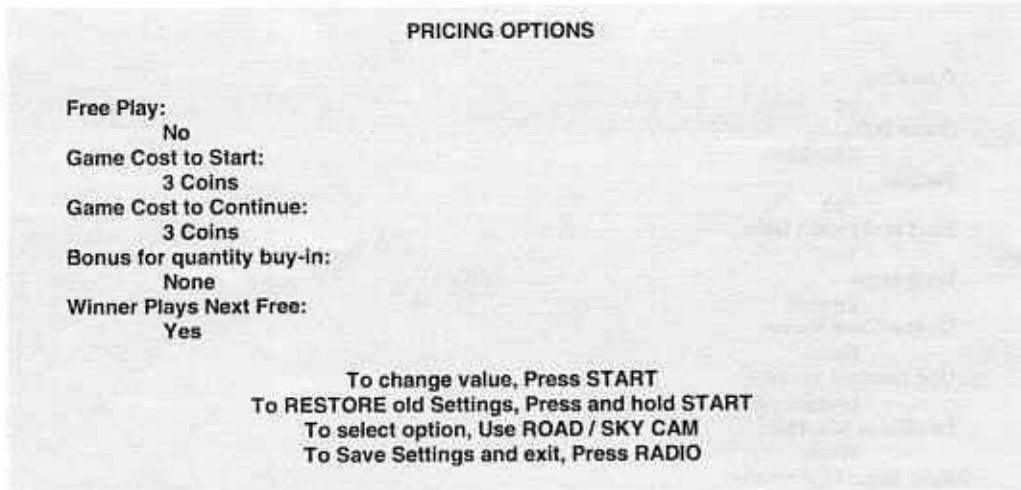 PRICING OPTIONS
Free Play:
No
Game Cost to Start:
3 Coins
Game Cost to Continue:
3 Coins
Bonus for quantity buy-in:
None
Winner Plays Next Free:
Yes
To change value, Press START
To RESTORE old Settings, Press and hold START
To select option, Use ROAD / SKY CAM
To Save Settings and exit, Press RADIO